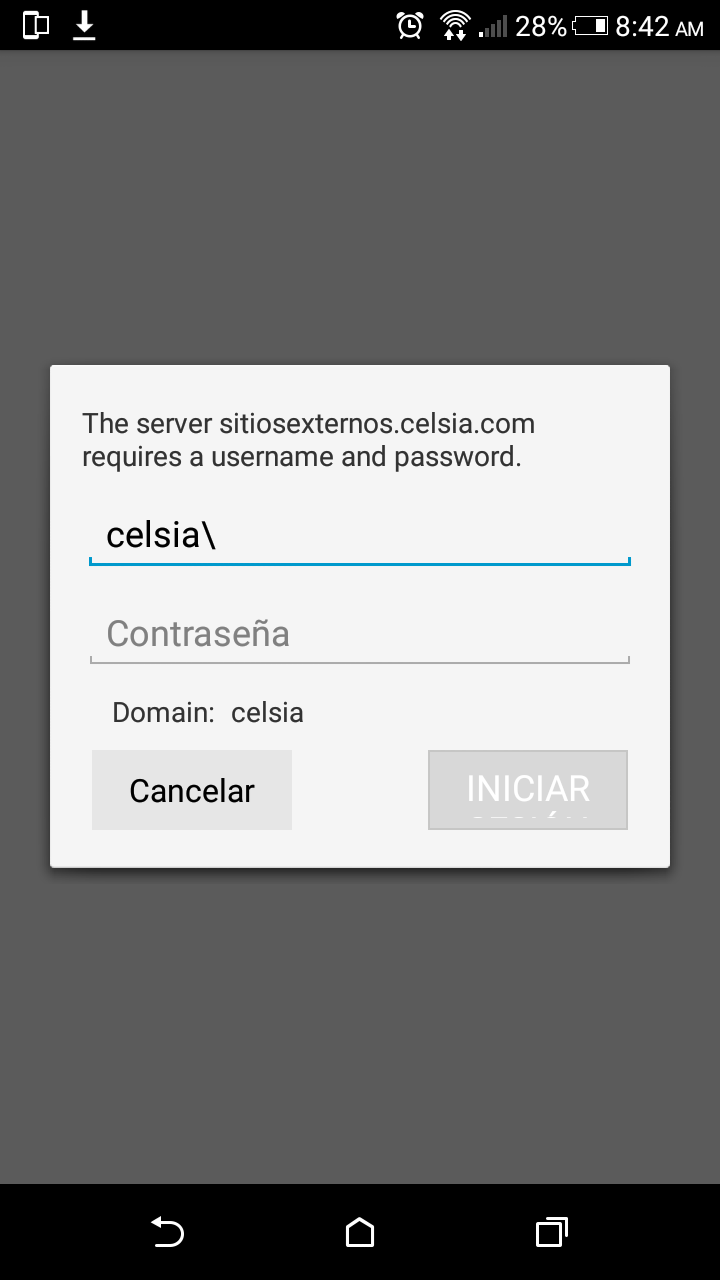 28% 8:42 AM
The server sitiosexternos.celsia.com
requires a username and password.
celsia\
Contraseña
Domain: celsia
Cancelar
INICIAR